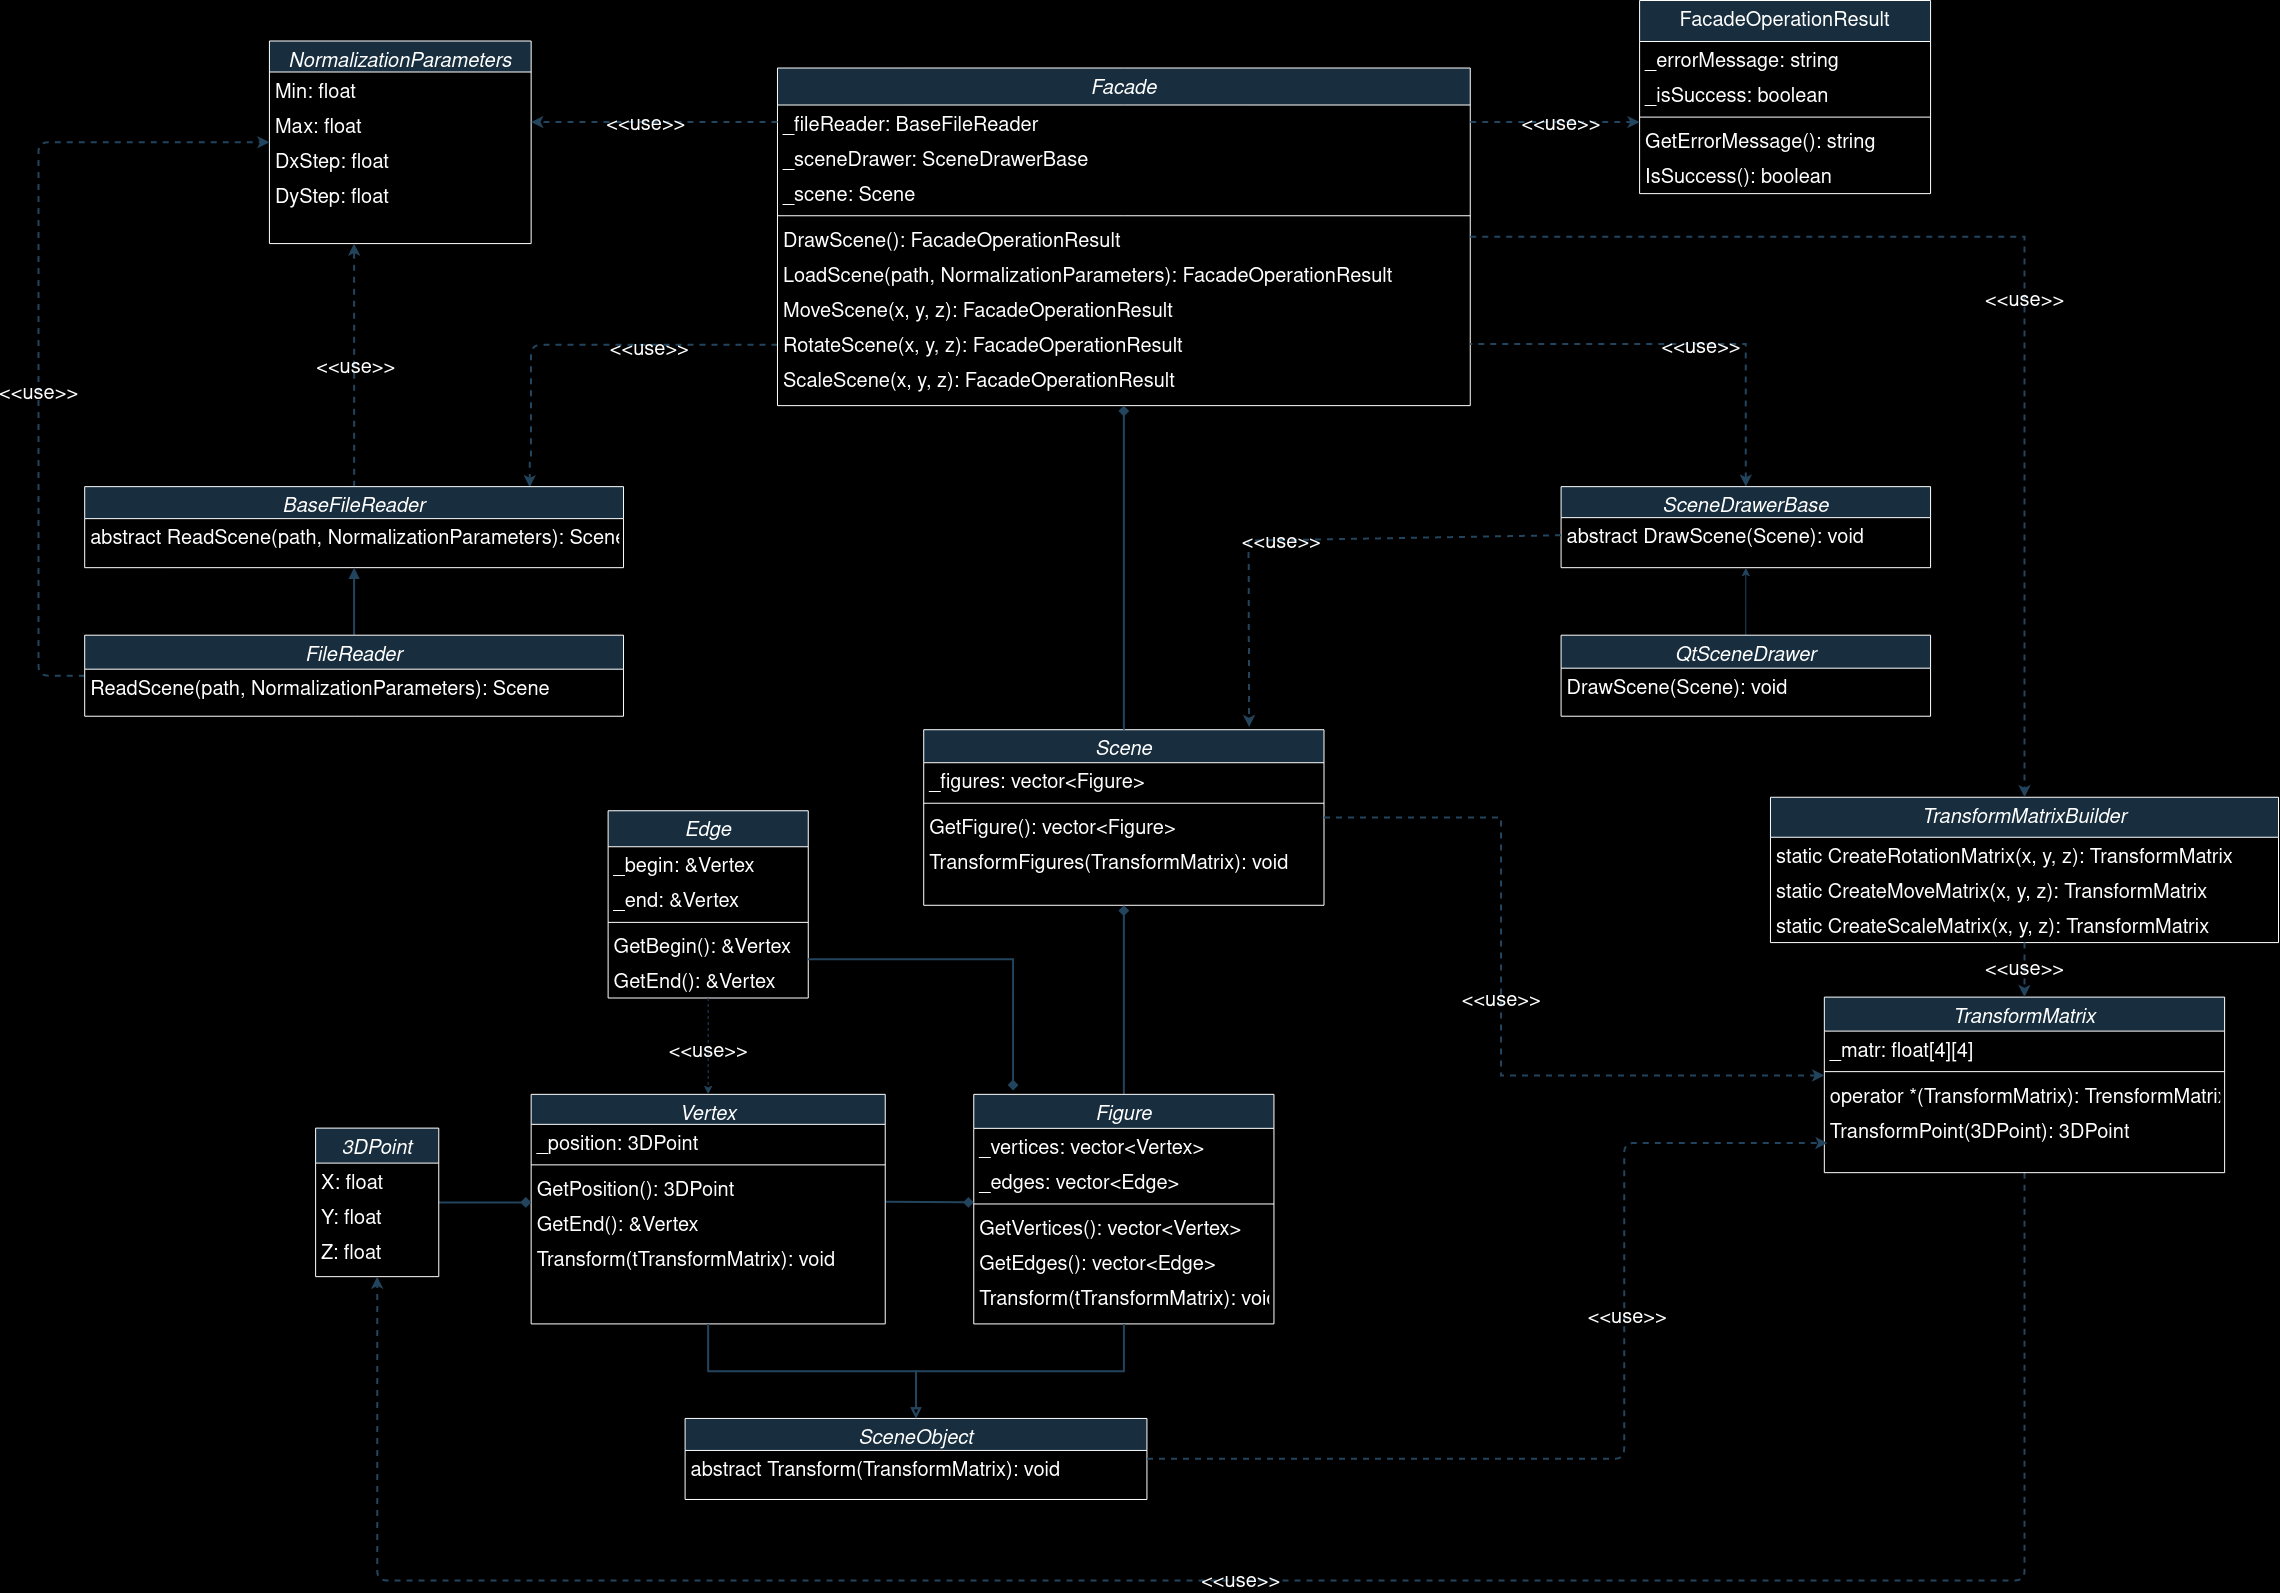 FacadeOperationResult
_errorMessage: string
_isSuccess: boolean
GetErrorMessage(): string
IsSuccess(): boolean
NormalizationParameters
Min: float
Max: float
DxStep: float
DyStep: float
Facade
_fileReader: BaseFileReader
_sceneDrawer: SceneDrawerBase
_scene: Scene
DrawScene(): FacadeOperationResult
LoadScene(path, NormalizationParameters): FacadeOperationResult
MoveScene(x, y, z): FacadeOperationResult
RotateScene(x, y, z): FacadeOperationResult
ScaleScene(x, y, z): FacadeOperationResult
<<use>>
<<use>>
<<use>>
<<use>>
<<use>>
<<use>>
<<use>>
BaseFileReader
abstract ReadScene(path, NormalizationParameters): Scene
SceneDrawerBase
abstract DrawScene(Scene): void
<<use>>
FileReader
ReadScene(path, NormalizationParameters): Scene
QtSceneDrawer
DrawScene(Scene): void
Scene
_figures: vector<Figure>
GetFigure(): vector<Figure>
TransformFigures(TransformMatrix): void
Edge
_begin: &Vertex
_end: &Vertex
GetBegin(): &Vertex
GetEnd(): &Vertex
TransformMatrixBuilder
static CreateRotationMatrix(x, y, z): TransformMatrix
static CreateMoveMatrix(x, y, z): TransformMatrix
static CreateScaleMatrix(x, y, z): TransformMatrix
<<use>>
<<use>>
<<use>>
TransformMatrix
_matr: float[4][4]
operator *(TransformMatrix): TrensformMatrix
TransformPoint(3DPoint): 3DPoint
Vertex
_position: 3DPoint
GetPosition(): 3DPoint
GetEnd(): &Vertex
Transform(tTransformMatrix): void
Figure
_vertices: vector<Vertex>
_edges: vector<Edge>
GetVertices(): vector<Vertex>
GetEdges(): vector<Edge>
Transform(tTransformMatrix): void
3DPoint
X: float
Y: float
Z: float
<<use>>
SceneObject
abstract Transform(TransformMatrix): void
<<use>>